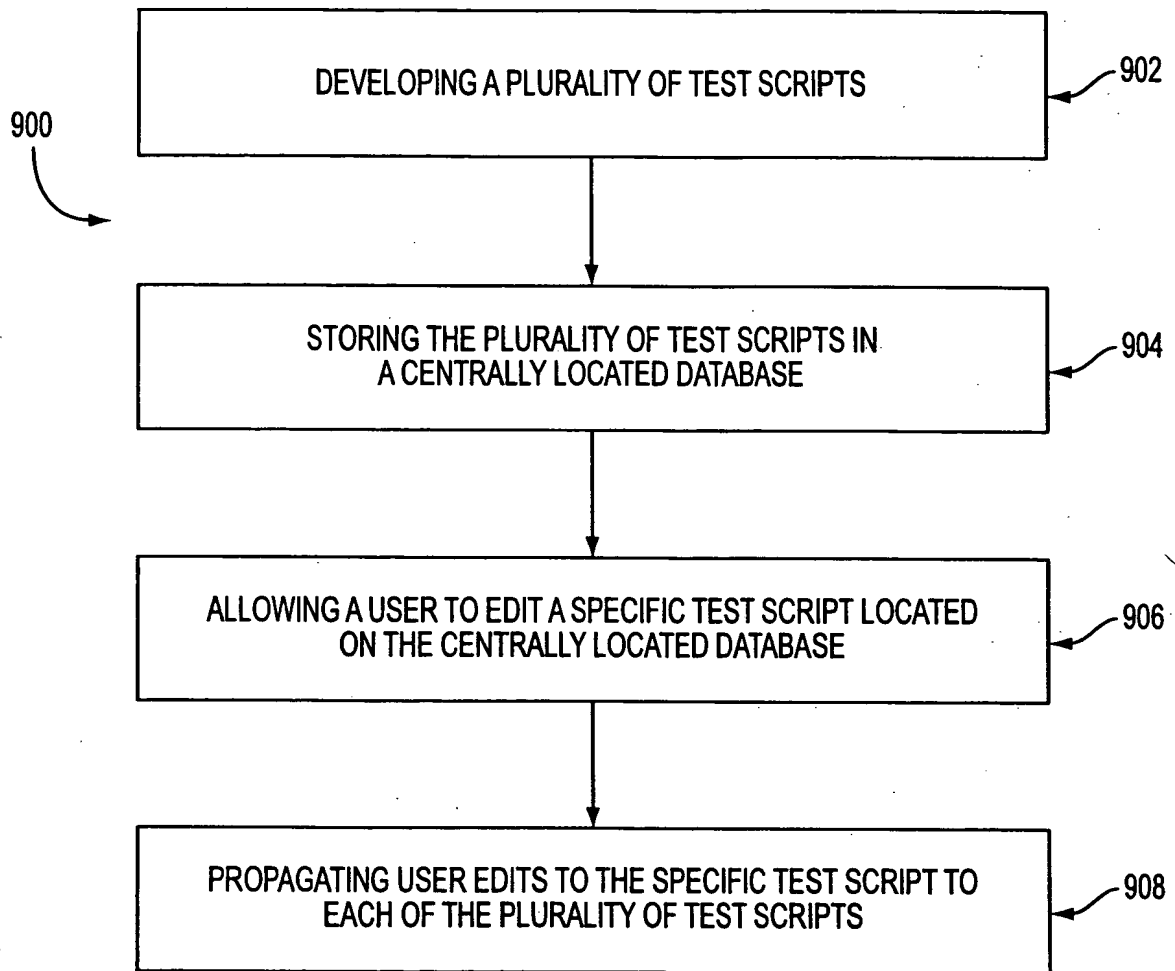 DEVELOPING A PLURALITY OF TEST SCRIPTS
902
900
STORING THE PLURALITY OF TEST SCRIPTS IN
A CENTRALLY LOCATED DATABASE
904
ALLOWING A USER TO EDIT A SPECIFIC TEST SCRIPT LOCATED
ON THE CENTRALLY LOCATED DATABASE
906
PROPAGATING USER EDITS TO THE SPECIFIC TEST SCRIPT TO
EACH OF THE PLURALITY OF TEST SCRIPTS
908